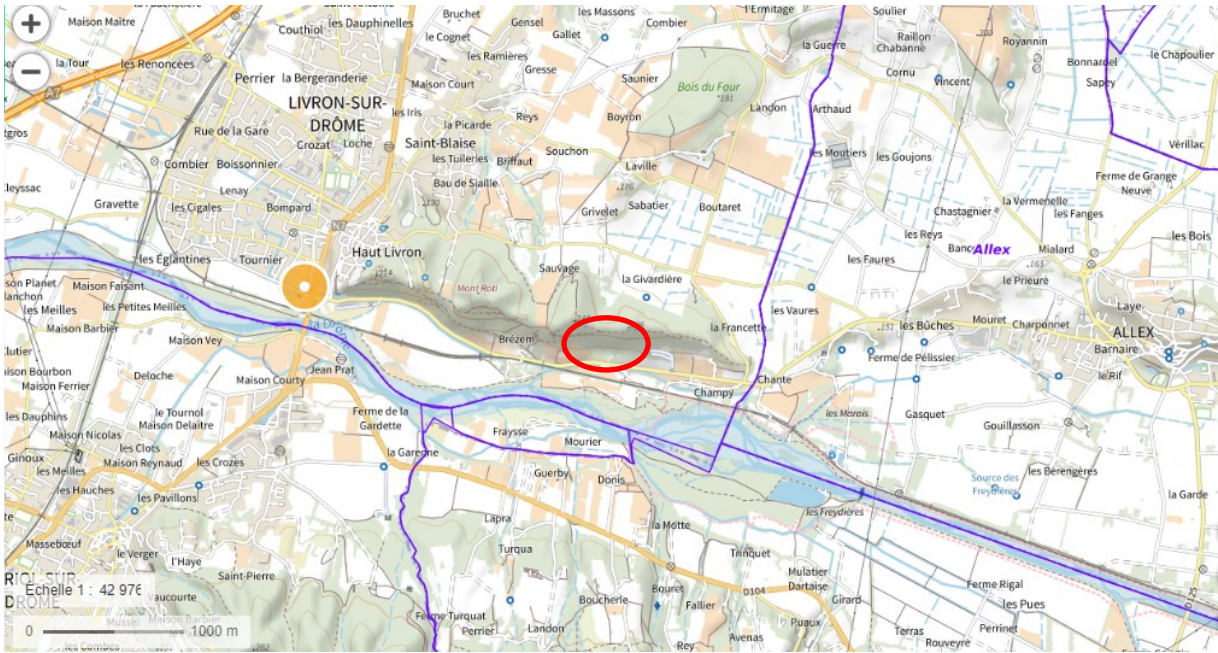 Maison Maitre
Couthiol
les Dauphinelles
Bruchet
le Cognet
Gensel
les Massons
Gallet
Combier
l'Ermitage
Soulier
la Guerre
Raillon
Chabanne
Royannin
le Chapoulier
Bonnardel
Sapey
la Tour
les Renoncées
A7
Perrier
la Bergeranderie
Maison Court
les Ramières
Gresse
Saunier
Bois du Four
181
Cornu
Vincent
LIVRON-SUR-
DRÔME
les Iris
la Picarde
Reys
Boyron
Landon
Arthaud
Rue de la Gare
Crozat
Loche
Saint-Blaise
les Tuileries
Briffaut
Souchon
Laville
les Moutiers
les Goujons
Vérillac
Combier
Boissonnier
Lenay
Bau de Siaille
176
Ferme de Grange
Neuve
Gravette
les Cigales
Bompard
130
Grivelet
Sabatier
Boutaret
Chastagnier
la Vermenelle
les Fanges
N7
les Reys
Allex
Mialard
les Bois
les Églantines
Tournier
Haut Livron
214
Sauvage
la Givardière
les Faures
163
le Prieuré
Maison Faisant
les Petites Meilles
les Meilles
Maison Barbier
Mont Roti
la Francette
les Vaures
151
les Bûches
Mouret
Charponnet
Laye
ALLEX
Barnaire
Maison Vey
Brézem
Ferme de Pélissier
le Rif
Maison Bourbon
Maison Ferrier
Deloche
Maison Courty
Jean Prat
Champy
Chante
les Dauphins
le Tournol
Maison Delaitre
Ferme de la
Gardette
les Marais
Gasquet
Maison Nicolas
les Clots
Fraysse
Mourier
Gouillasson
Ginoux
les Meilles
Maison Reynaud
les Crozes
la Garenne
Guerby
Donis
les Bérengères
les Hauches
les Pavillons
Source des
Freydières
la Garde
Lapra
la Motte
les Freydières
Massebœuf
le Verger
l'Haye
Turqua
Trinquet
Saint-Pierre
Bouret
Mulatier
Dartaise
D104
Ferme Rigal
Echelle 1 : 42 976
Boucherle
Fallier
Girard
les Pues
D 25
Ferme Turquat
Perrier
Landon
Puaux
Perrinet
0
1000 m
Avenas
Terras
Rouveyre
Rey